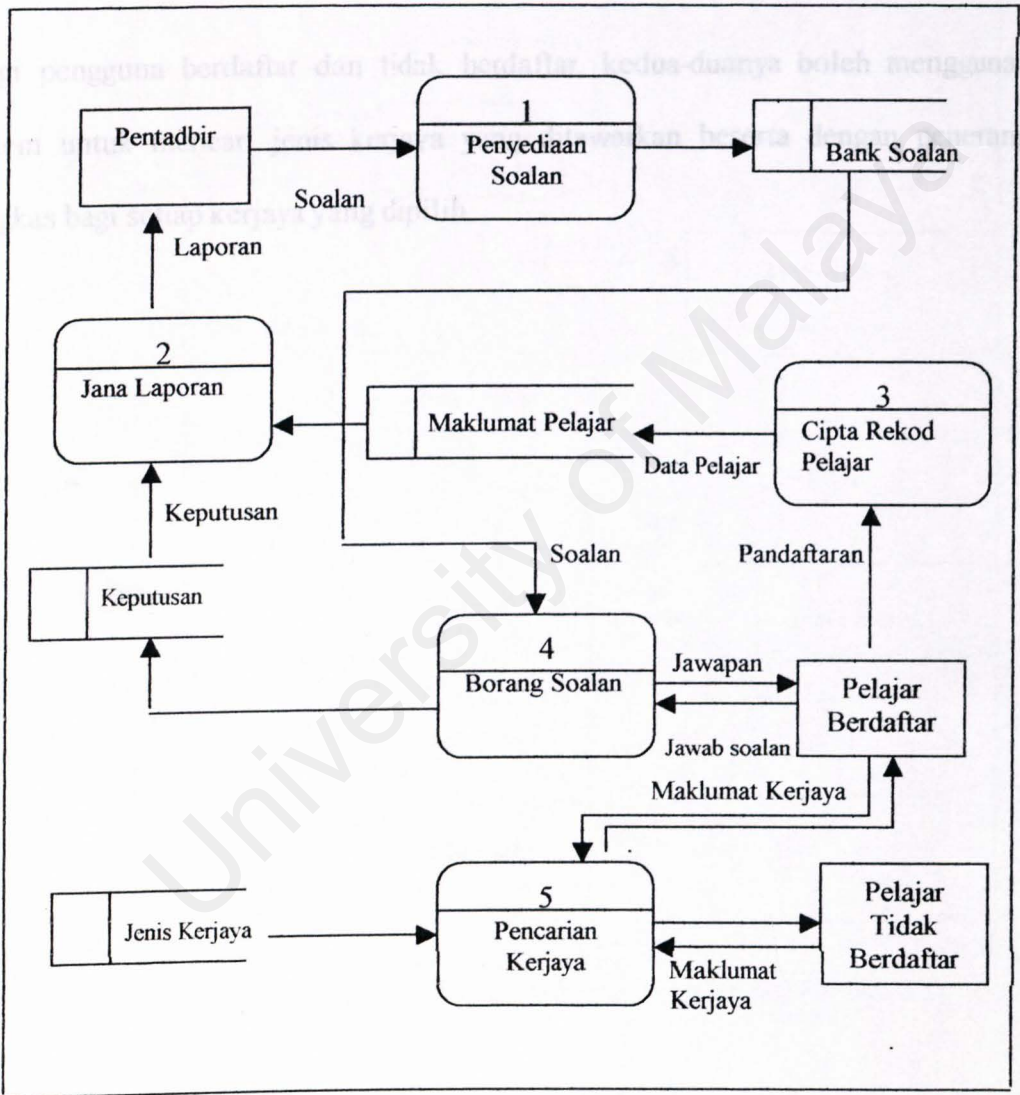 pengguna berdaftar dan tidak berdaftar kedua-duanya boleh
untuk mencari jenis kerjaya yang ditawarkan beserta dengan
bagi setiap kerjaya yang dipilih
Pentadbir
Soalan
1
Penyediaan
Soalan
Bank Soalan
Laporan
2
Jana Laporan
Maklumat Pelajar
Data Pelajar
3
Cipta Rekod
Pelajar
Keputusan
Soalan
Pandaftaran
Keputusan
4
Borang Soalan
Jawapan
Jawab soalan
Pelajar
Berdaftar
Maklumat Kerjaya
Jenis Kerjaya
5
Pencarian
Kerjaya
Maklumat
Kerjaya
Pelajar
Tidak
Berdaftar
University of Malaya